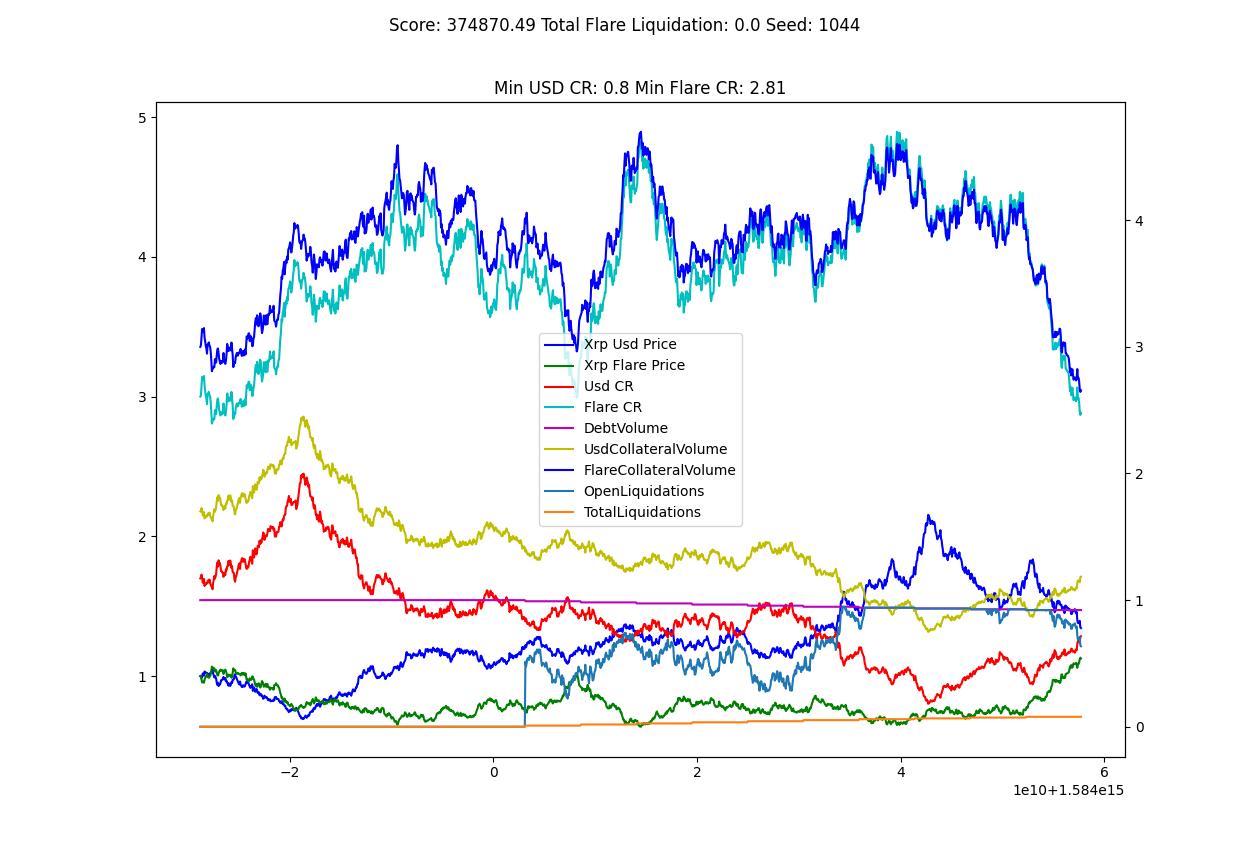 Score: 374870.49 Total Flare Liquidation: 0.0 Seed: 1044
Min USD CR: 0.8 Min Flare CR: 2.81
5
4
3
2
1
4
3
2
1
0
Xrp Usd Price
Xrp Flare Price
Usd CR
Flare CR
DebtVolume
UsdCollateralVolume
FlareCollateralVolume
OpenLiquidations
TotalLiquidations
−2 0 2 4 6
1e10+1.584e15